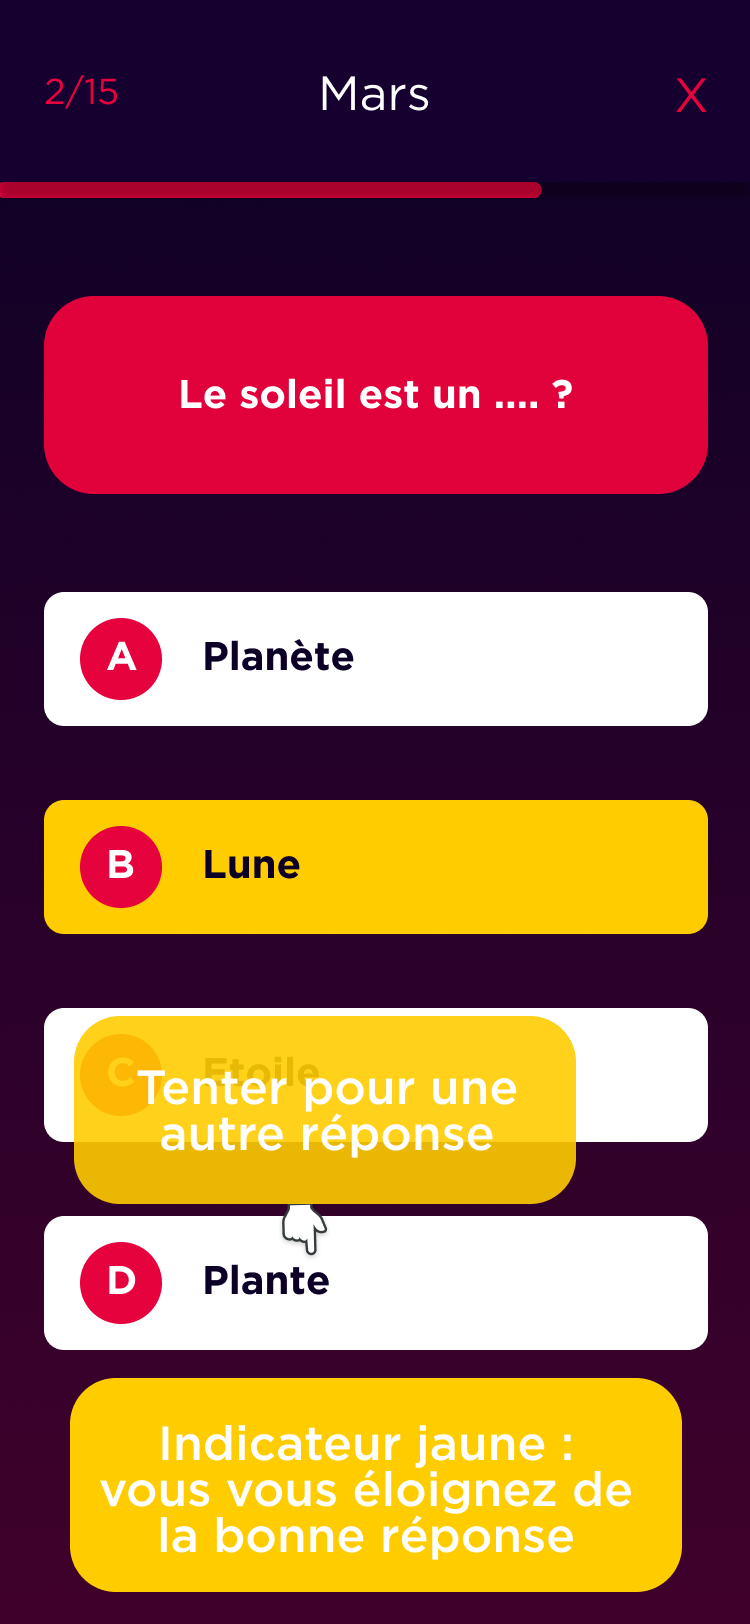 2/15
Mars
X
Le soleil est un .... ?
A
Planète
B
Lune
C
Etoile
Tenter pour une
autre réponse
D
Plante
Indicateur jaune :
vous vous éloignez de
la bonne réponse